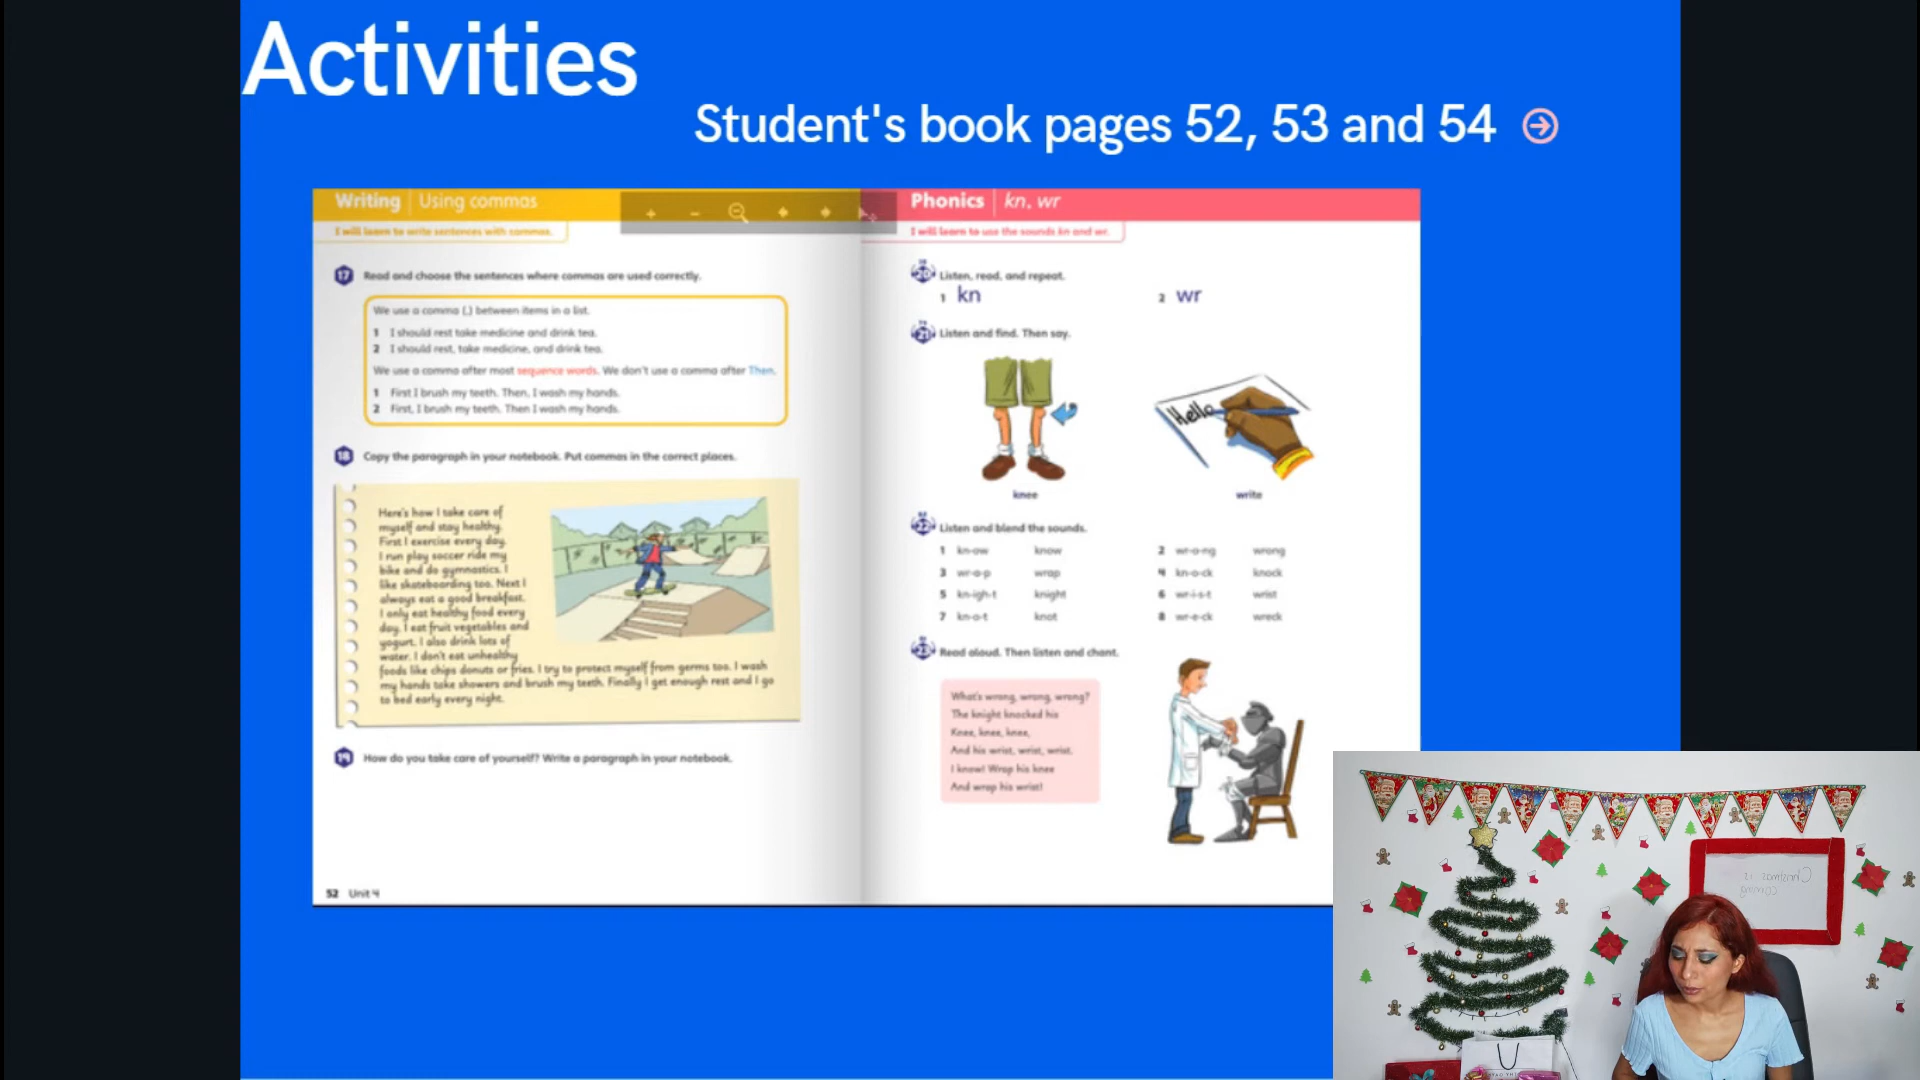 Activities
Student's book pages 52, 53 and 54
Writing | Using commas
I will learn to write sentences with commas.
17 Read and choose the sentences where commas are used correctly.
We use a comma (,) between items in a list.
1 I should rest take medicine and drink tea.
2 I should rest, take medicine, and drink tea.
We use a comma after most sequence words. We don't use a comma after Then.
1 First I brush my teeth. Then, I wash my hands.
2 First, I brush my teeth. Then I wash my hands.
18 Copy the paragraph in your notebook. Put commas in the correct places.
Here's how I take care of
myself and stay healthy.
First I exercise every day.
I run play soccer ride my
bike and do gymnastics. I
like skateboarding too. Next I
always eat a good breakfast.
I only eat healthy food every
day. I eat fruit vegetables and
yogurt. I also drink lots of
water. I don't eat unhealthy
foods like chips donuts or fries. I try to protect myself from germs too. I wash
my hands take showers and brush my teeth. Finally I get enough rest and I go
to bed early every night.
19 How do you take care of yourself? Write a paragraph in your notebook.
52 Unit 4
Phonics | kn, wr
I will learn to use the sounds kn and wr.
20 Listen, read, and repeat.
1 kn 2 wr
21 Listen and find. Then say.
Hello
knee write
22 Listen and blend the sounds.
1 kn-ow know 2 wr-o-ng wrong
3 wr-a-p wrap 4 kn-o-ck knock
5 kn-igh-t knight 6 wr-i-s-t wrist
7 kn-o-t knot 8 wr-e-ck wreck
23 Read aloud. Then listen and chant.
What's wrong, wrong, wrong?
The knight knocked his
Knee, knee, knee,
And his wrist, wrist, wrist.
I know! Wrap his knee
And wrap his wrist!
Christmas is
coming